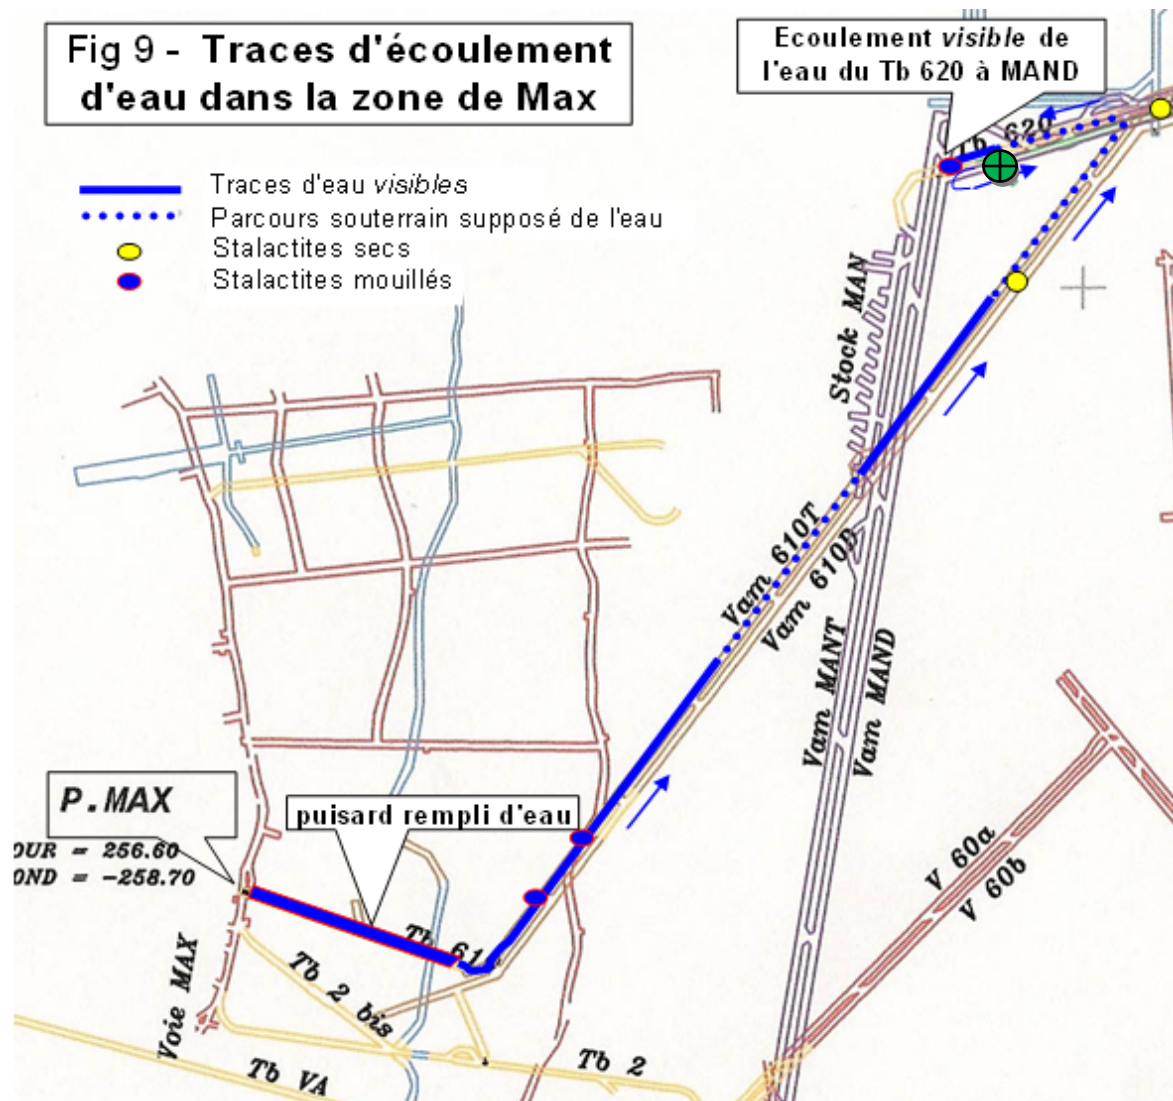 Fig 9 - Traces d'écoulement
d'eau dans la zone de Max
Ecoulement visible de
l'eau du Tb 620 à MAND
Traces d'eau visibles
Parcours souterrain supposé de l'eau
Stalactites secs
Stalactites mouillés
Tb 620
Stock MAN
Vam 610T
Vam 610D
Vam MANT
Vam MAND
P.MAX
puisard rempli d'eau
OUR = 256.60
OND = -258.70
V 60a
V 60b
Tb 61
Voie MAX
Tb 2 bis
Tb 2
Tb VA